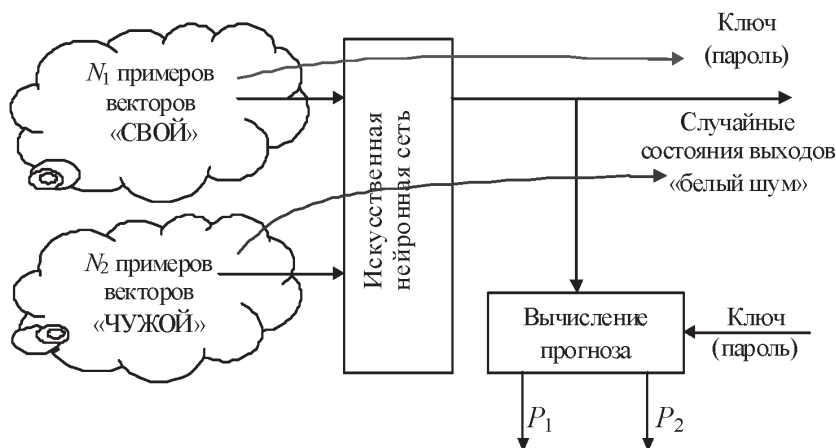 N1 примеров
векторов
«СВОЙ»
N2 примеров
векторов
«ЧУЖОЙ»
Искусственная
нейронная сеть
Ключ
(пароль)
Случайные
состояния выходов
«белый шум»
Вычисление
прогноза
Ключ
(пароль)
P1
P2